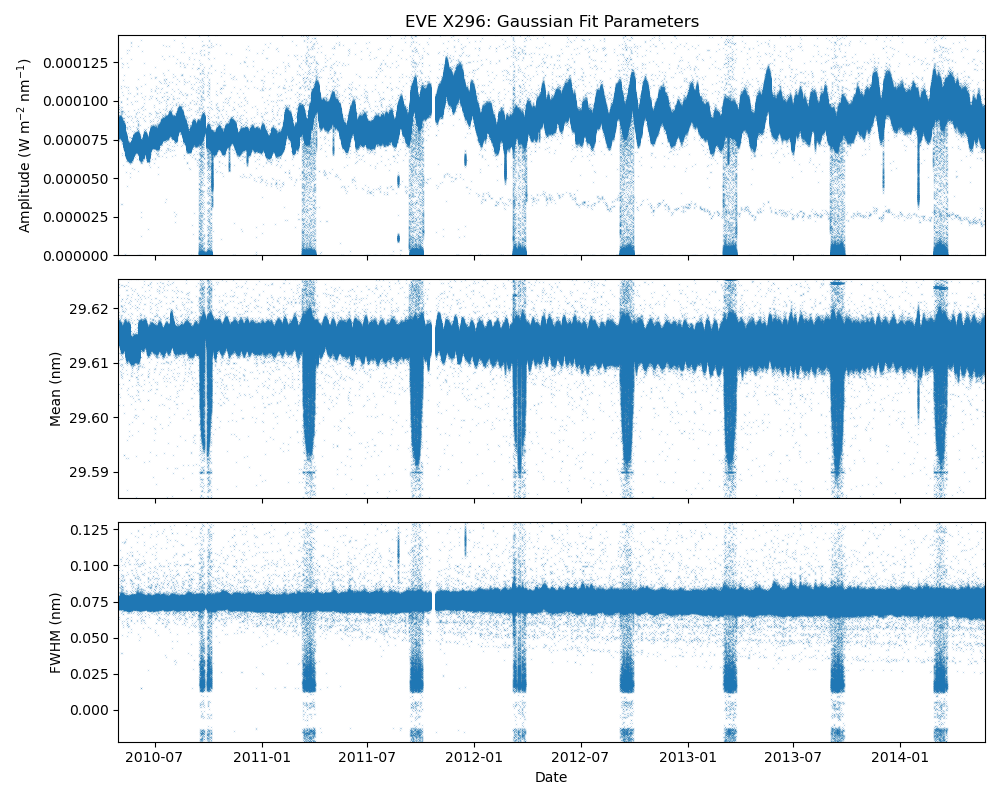 EVE X296: Gaussian Fit Parameters
Amplitude (W m⁻² nm⁻¹)
0.000125
0.000100
0.000075
0.000050
0.000025
0.000000
Mean (nm)
29.62
29.61
29.60
29.59
FWHM (nm)
0.125
0.100
0.075
0.050
0.025
0.000
2010-07 2011-01 2011-07 2012-01 2012-07 2013-01 2013-07 2014-01
Date